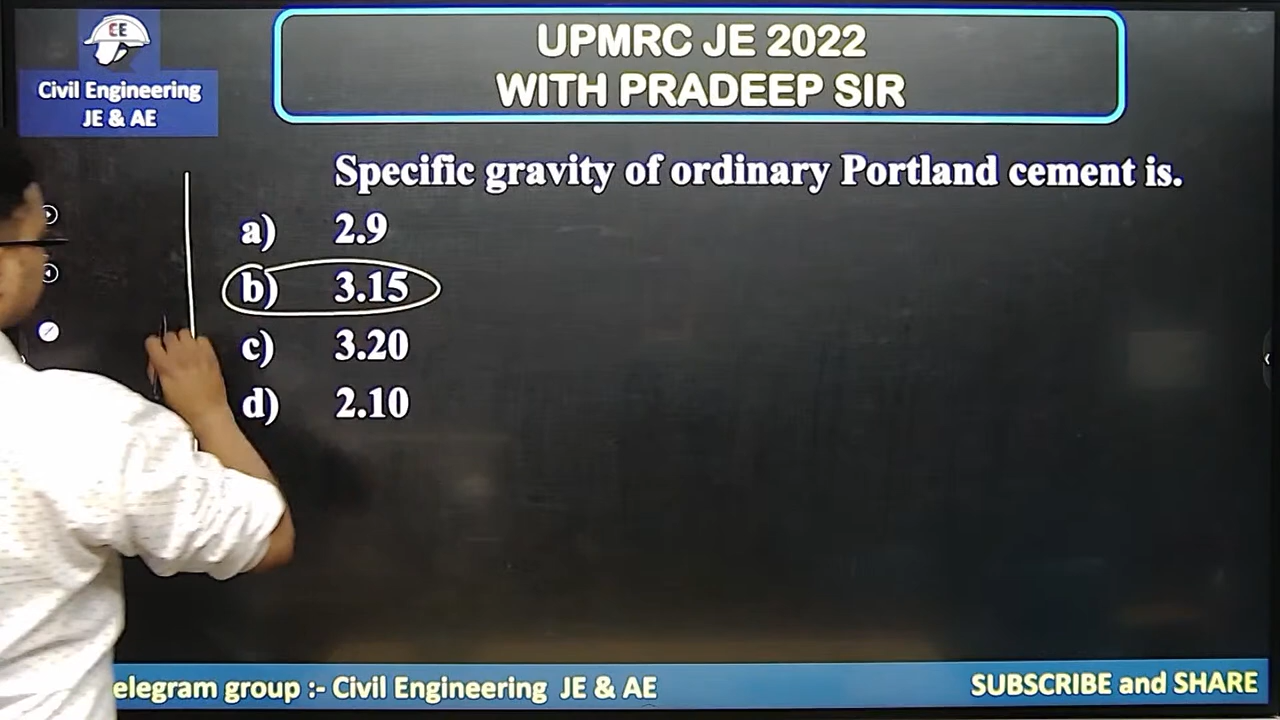 CE
Civil Engineering
JE & AE
UPMRC JE 2022
WITH PRADEEP SIR
Specific gravity of ordinary Portland cement is.
a) 2.9
b) 3.15
c) 3.20
d) 2.10
elegram group :- Civil Engineering JE & AE
SUBSCRIBE and SHARE